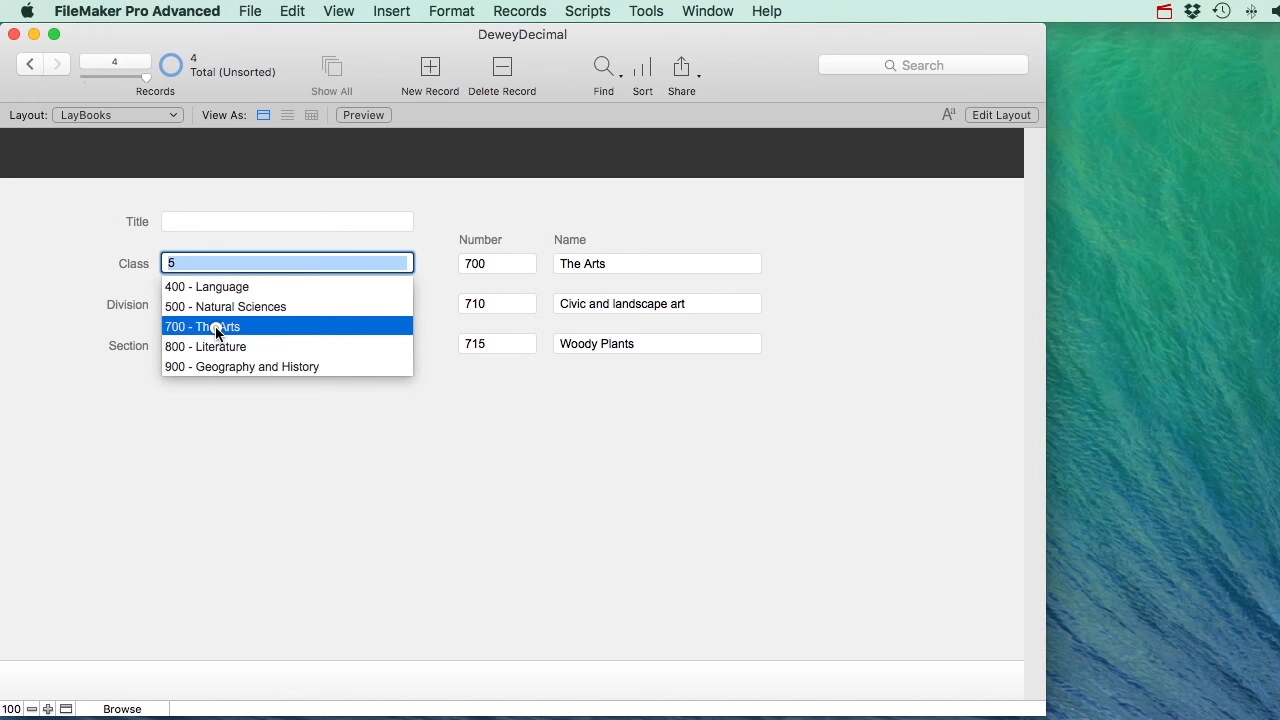 FileMaker Pro Advanced File Edit View Insert Format Records Scripts Tools Window Help
DeweyDecimal
4
4
Total (Unsorted)
Search
Records Show All New Record Delete Record Find Sort Share
Layout: LayBooks View As: Preview Aa Edit Layout
Title
Number Name
Class 5 700 The Arts
400 - Language
Division 710 Civic and landscape art
500 - Natural Sciences
700 - The Arts
Section 715 Woody Plants
800 - Literature
900 - Geography and History
100 Browse